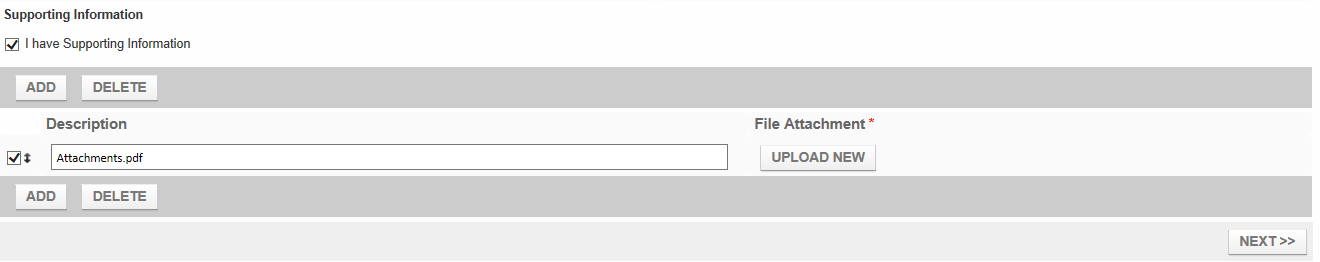 Supporting Information
I have Supporting Information
ADD DELETE
Description File Attachment *
Attachments.pdf UPLOAD NEW
ADD DELETE
NEXT >>